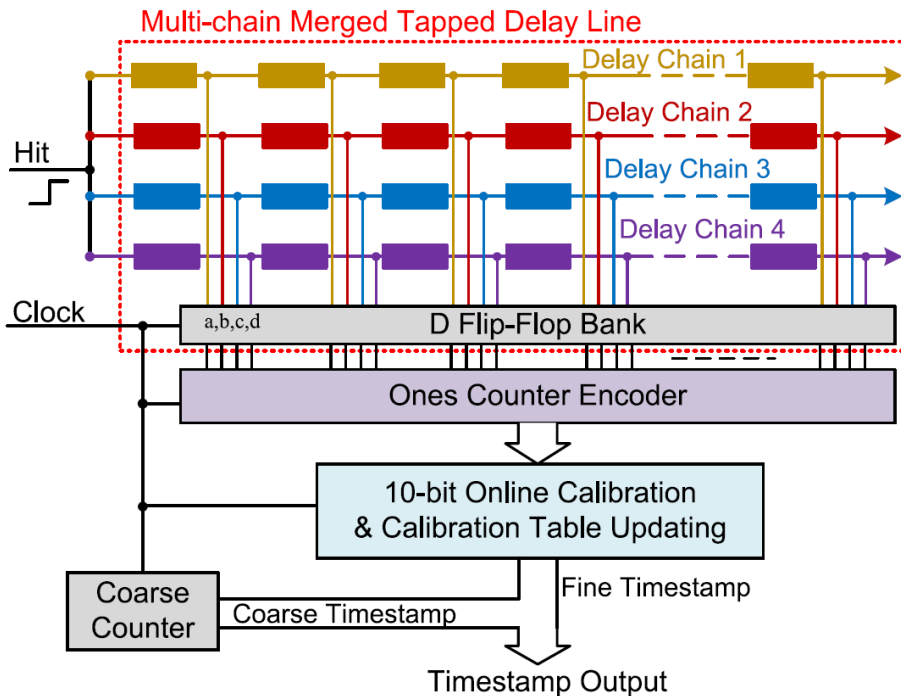 Multi-chain Merged Tapped Delay Line
Delay Chain 1
Delay Chain 2
Hit
Delay Chain 3
Delay Chain 4
Clock
a,b,c,d
D Flip-Flop Bank
Ones Counter Encoder
10-bit Online Calibration
& Calibration Table Updating
Coarse
Counter
Coarse Timestamp
Fine Timestamp
Timestamp Output